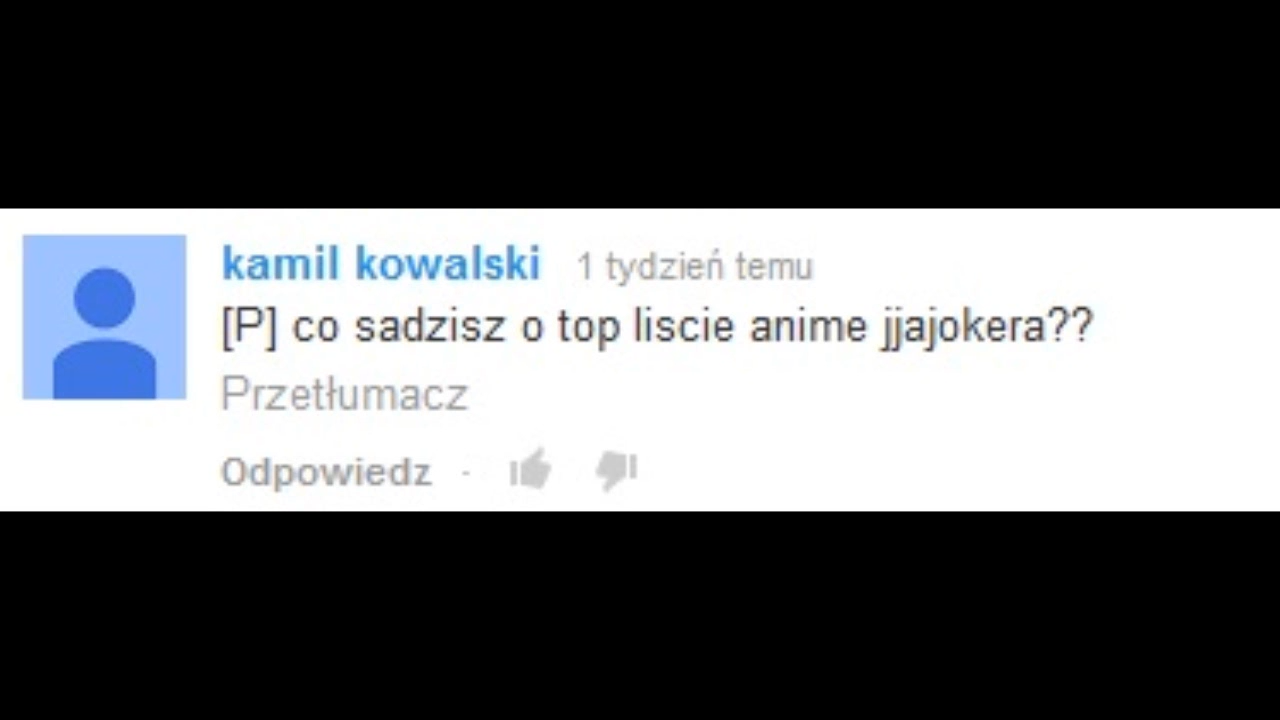 kamil kowalski 1 tydzień temu
[P] co sadzisz o top liscie anime jjajokera??
Przetłumacz
Odpowiedz ·